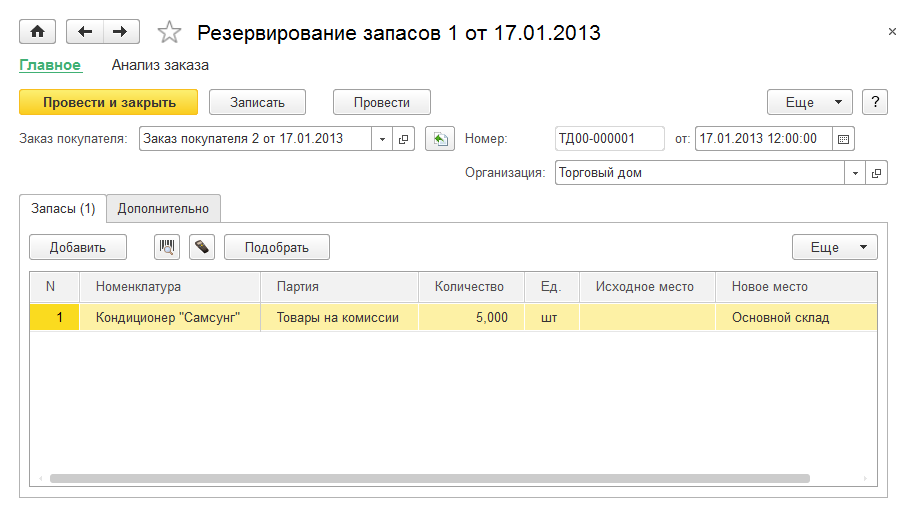 Резервирование запасов 1 от 17.01.2013
Главное Анализ заказа
Провести и закрыть Записать Провести Еще ?
Заказ покупателя: Заказ покупателя 2 от 17.01.2013 Номер: ТД00-000001 от: 17.01.2013 12:00:00
Организация: Торговый дом
Запасы (1) Дополнительно
Добавить Подобрать Еще
N Номенклатура Партия Количество Ед. Исходное место Новое место
1 Кондиционер "Самсунг" Товары на комиссии 5,000 шт Основной склад